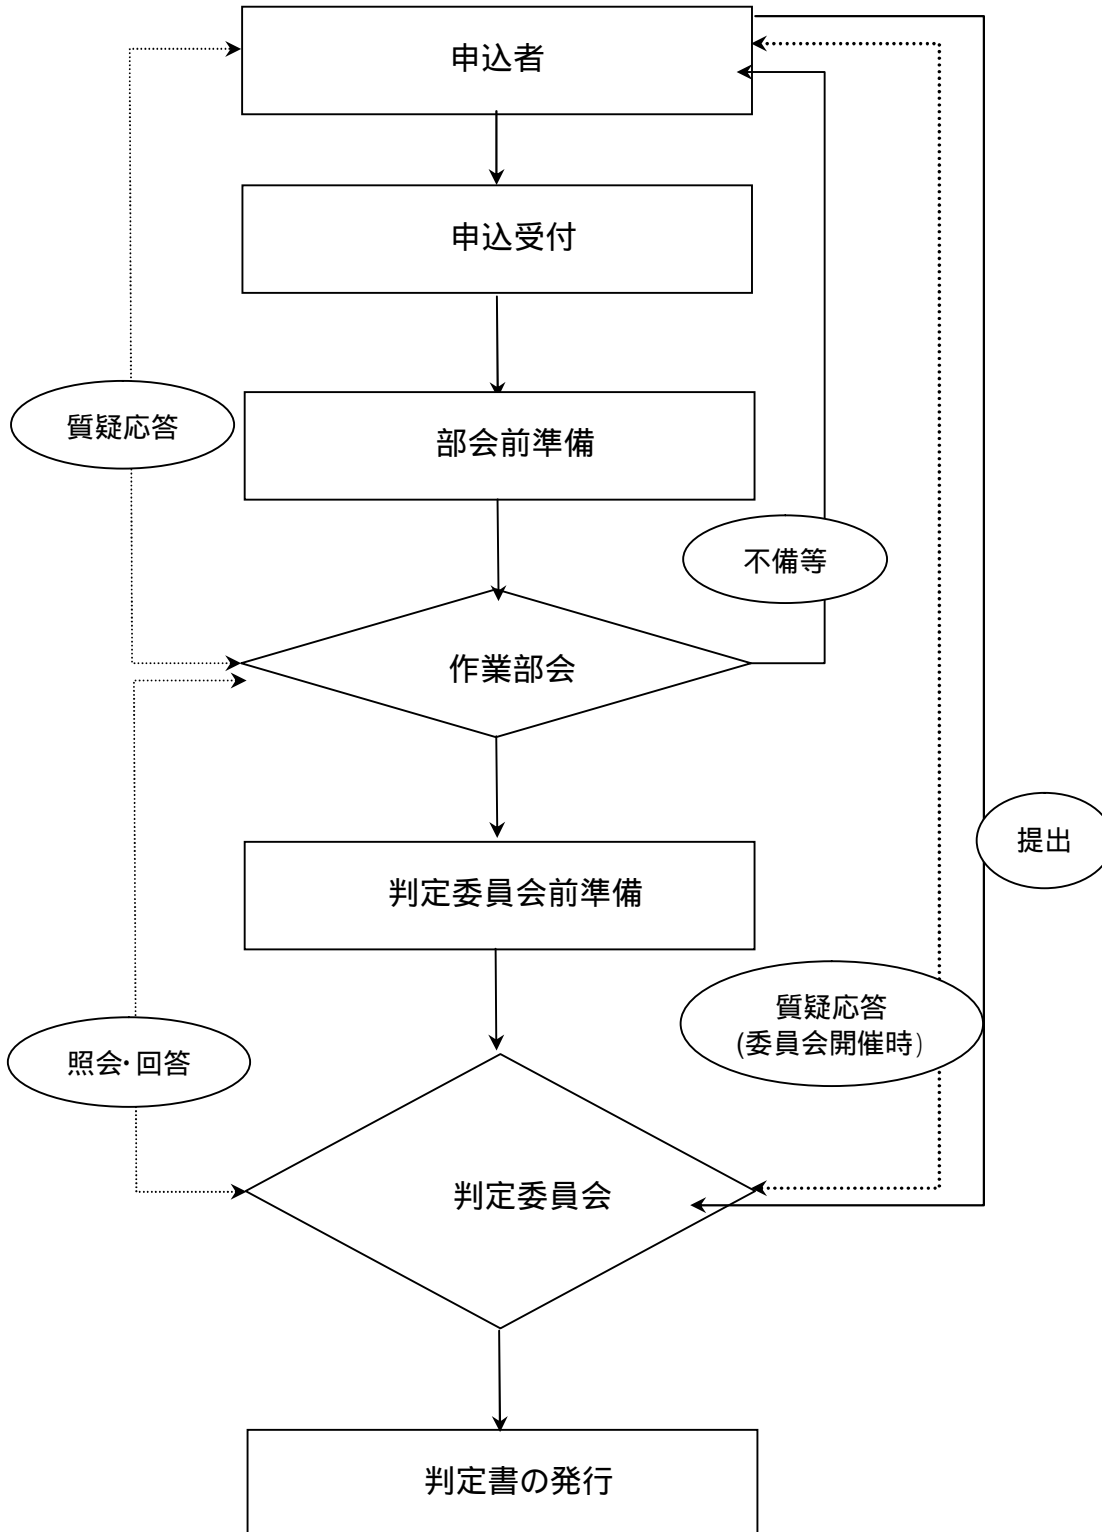 申込者
申込受付
質疑応答
部会前準備
不備等
作業部会
提出
判定委員会前準備
質疑応答
(委員会開催時)
照会・回答
判定委員会
判定書の発行